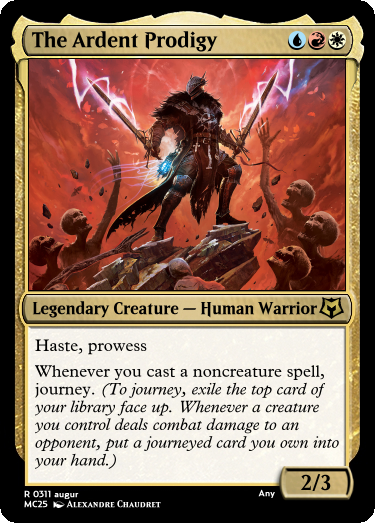 The Ardent Prodigy
Legendary Creature — Human Warrior
Haste, prowess
Whenever you cast a noncreature spell,
journey. (To journey, exile the top card of
your library face up. Whenever a creature
you control deals combat damage to an
opponent, put a journeyed card you own into
your hand.)
2/3
R 0311 augur
Any
MC25 Alexandre Chaudret